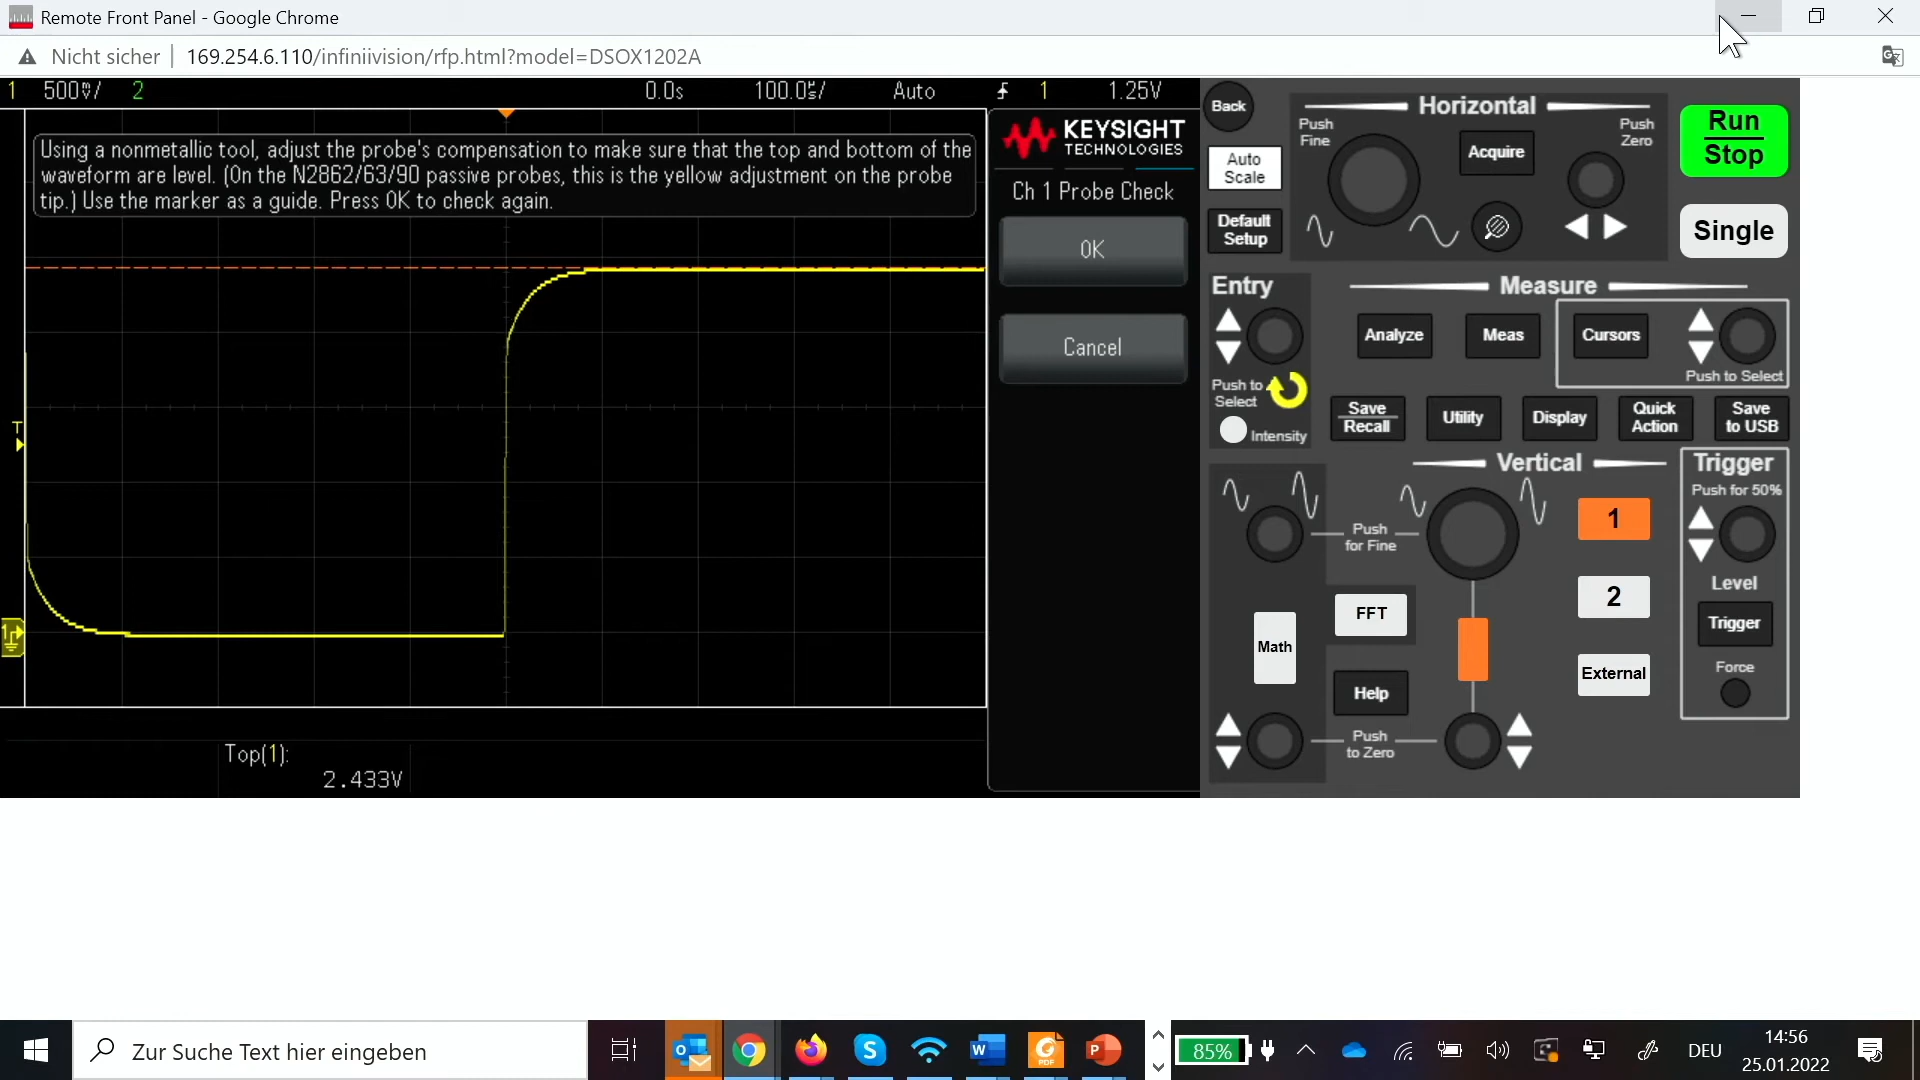 Remote Front Panel - Google Chrome
Nicht sicher 169.254.6.110/infiniivision/rfp.html?model=DSOX1202A
1 500mV/ 2 0.0s 100.0us/ Auto 1 1.25V
Using a nonmetallic tool, adjust the probe's compensation to make sure that the top and bottom of the
waveform are level. (On the N2862/63/90 passive probes, this is the yellow adjustment on the probe
tip.) Use the marker as a guide. Press OK to check again.
T
1
Top(1):
2.433V
KEYSIGHT
TECHNOLOGIES
Ch 1 Probe Check
OK
Cancel
Back
Horizontal
Push
Fine
Acquire
Push
Zero
Run
Stop
Auto
Scale
Default
Setup
Single
Entry
Push to
Select
Intensity
Measure
Analyze
Meas
Cursors
Push to Select
Save
Recall
Utility
Display
Quick
Action
Save
to USB
Vertical
Push
for Fine
1
2
External
FFT
Math
Help
Push
to Zero
Trigger
Push for 50%
Level
Trigger
Force
Zur Suche Text hier eingeben
85%
DEU
14:56
25.01.2022